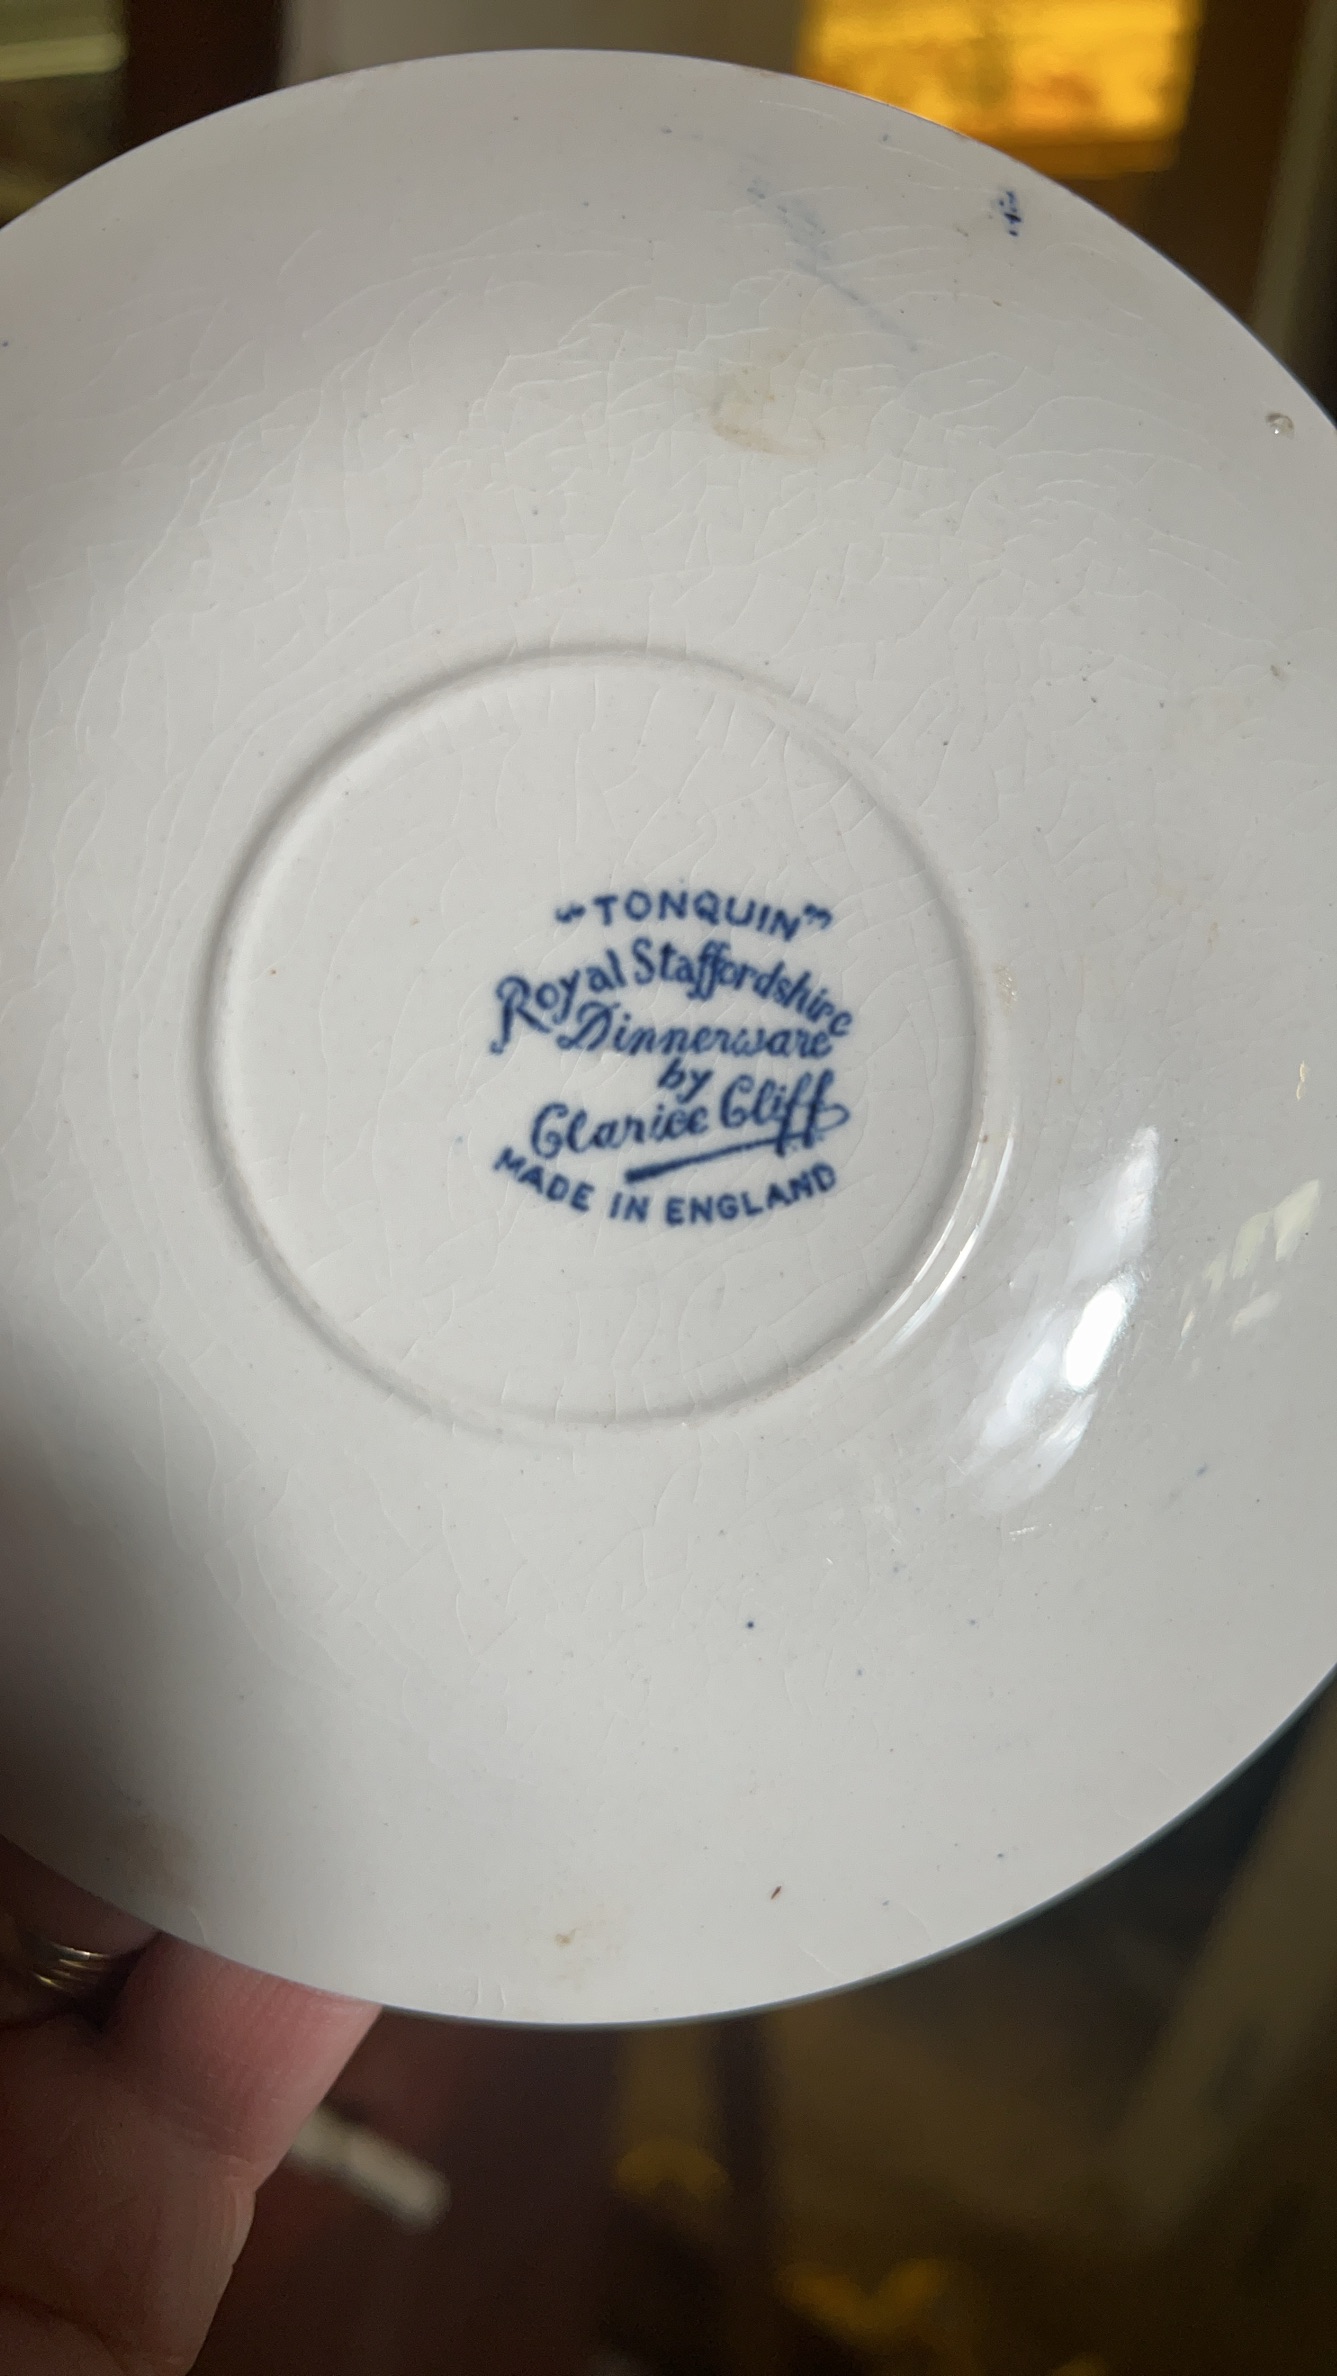 "TONQUIN"
Royal Staffordshire
Dinnerware
by
Clarice Cliff
MADE IN ENGLAND